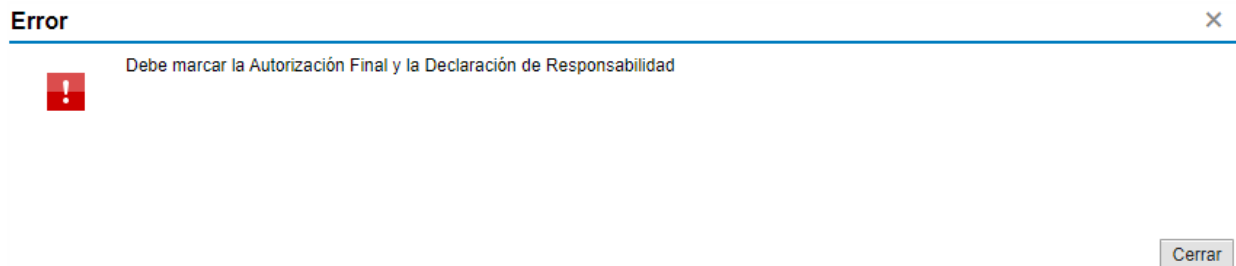 Error
Debe marcar la Autorización Final y la Declaración de Responsabilidad
Cerrar